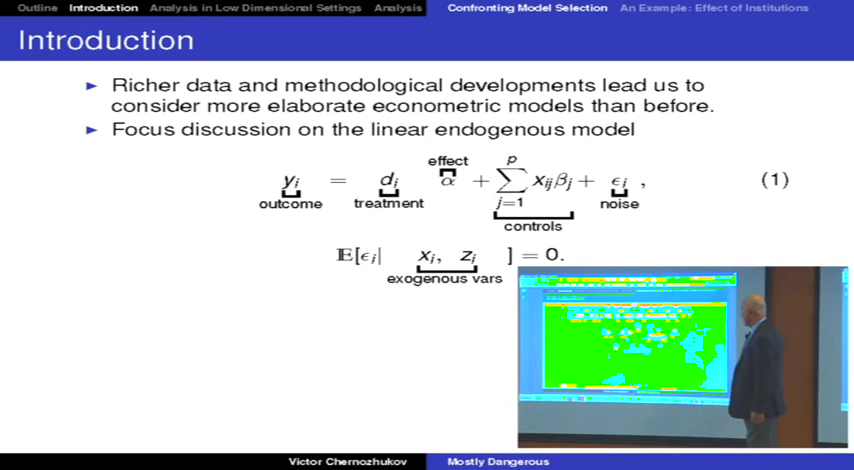 Outline Introduction Analysis in Low Dimensional Settings Analysis Confronting Model Selection An Example: Effect of Institutions
Introduction
► Richer data and methodological developments lead us to
consider more elaborate econometric models than before.
► Focus discussion on the linear endogenous model
effect
y_i = d_i α + ∑_{j=1}^{p} x_{ij}β_j + ϵ_i , (1)
outcome treatment controls noise
𝔼[ϵ_i| x_i, z_i ] = 0.
exogenous vars
Victor Chernozhukov Mostly Dangerous